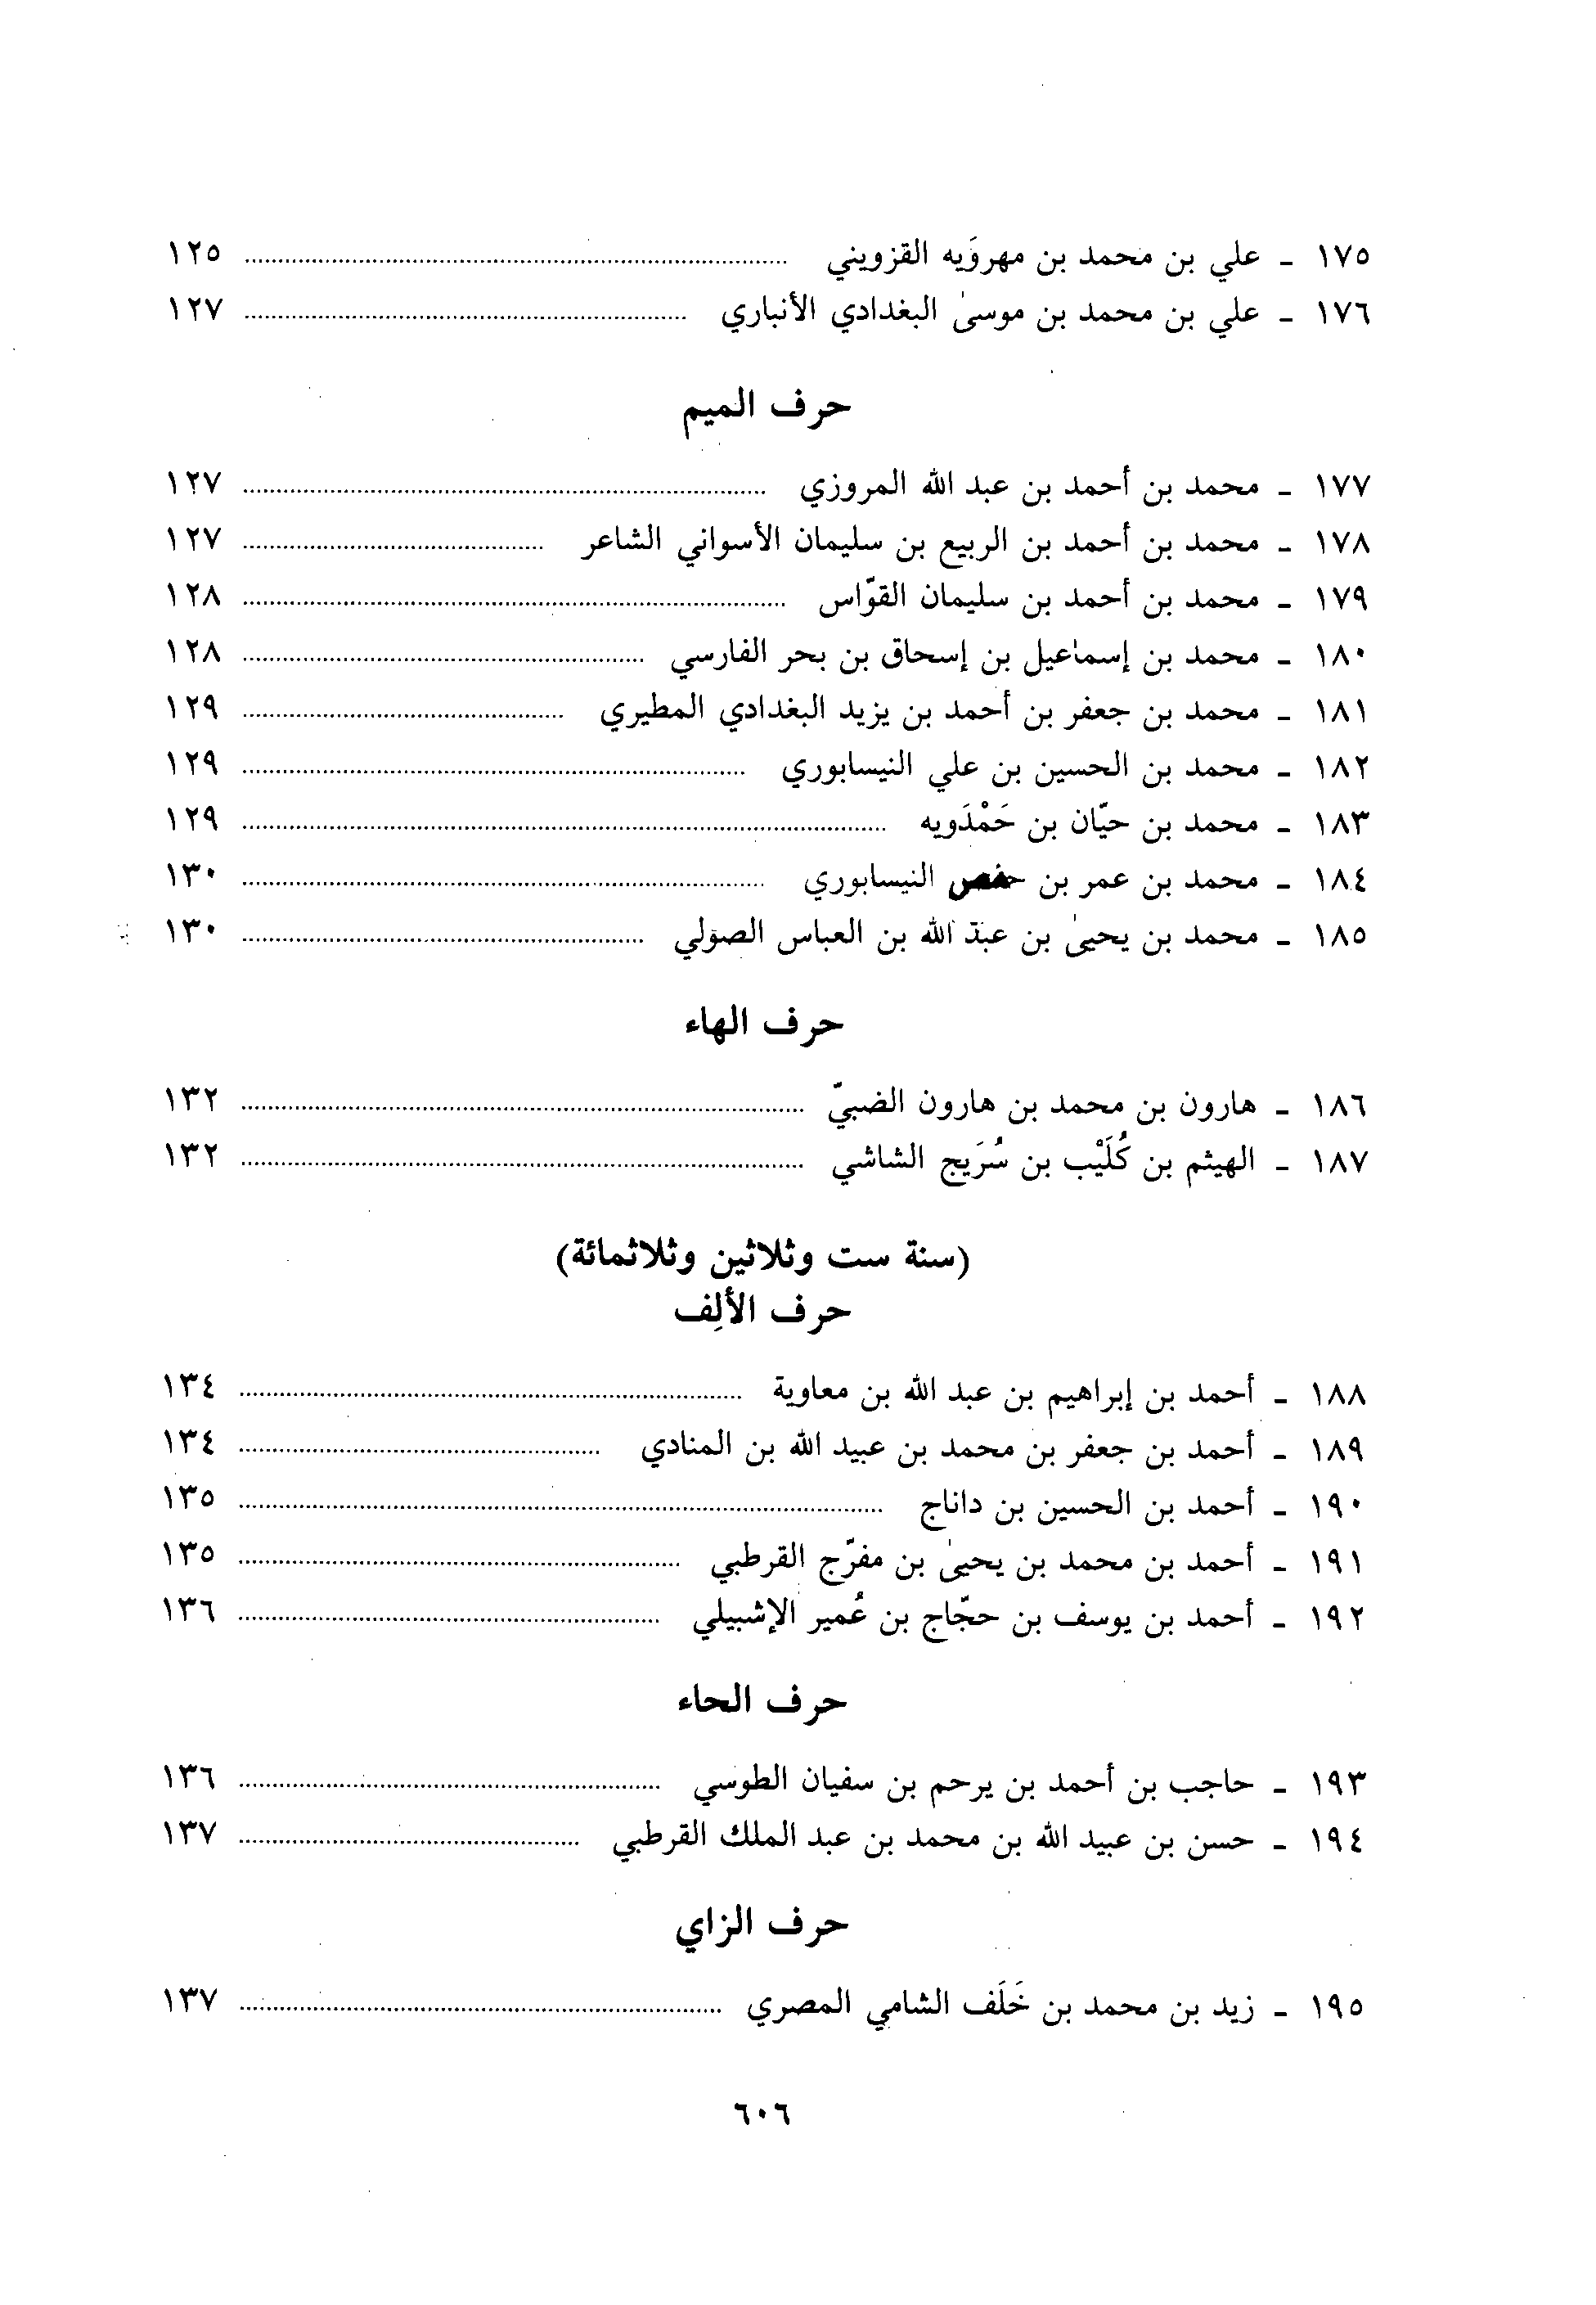 ١٧٥ ـ علي بن محمد بن مهروَيه القزويني ........ ١٢٥
١٧٦ ـ علي بن محمد بن موسىٰ البغدادي الأنباري ........ ١٢٧
حرف الميم
١٧٧ ـ محمد بن أحمد بن عبد الله المروزي ........ ١٢٧
١٧٨ ـ محمد بن أحمد بن الربيع بن سليمان الأسواني الشاعر ........ ١٢٧
١٧٩ ـ محمد بن أحمد بن سليمان القوّاس ........ ١٢٨
١٨٠ ـ محمد بن إسماعيل بن إسحاق بن بحر الفارسي ........ ١٢٨
١٨١ ـ محمد بن جعفر بن أحمد بن يزيد البغدادي المطيري ........ ١٢٩
١٨٢ ـ محمد بن الحسين بن علي النيسابوري ........ ١٢٩
١٨٣ ـ محمد بن حيّان بن حَمْدَويه ........ ١٢٩
١٨٤ ـ محمد بن عمر بن حفص النيسابوري ........ ١٣٠
١٨٥ ـ محمد بن يحيىٰ بن عبد الله بن العباس الصولي ........ ١٣٠
حرف الهاء
١٨٦ ـ هارون بن محمد بن هارون الضبيّ ........ ١٣٢
١٨٧ ـ الهيثم بن كُلَيْب بن سُرَيج الشاشي ........ ١٣٢
(سنة ست وثلاثين وثلاثمائة)
حرف الألِف
١٨٨ ـ أحمد بن إبراهيم بن عبد الله بن معاوية ........ ١٣٤
١٨٩ ـ أحمد بن جعفر بن محمد بن عبيد الله بن المنادي ........ ١٣٤
١٩٠ ـ أحمد بن الحسين بن داناج ........ ١٣٥
١٩١ ـ أحمد بن محمد بن يحيىٰ بن مفرّج القرطبي ........ ١٣٥
١٩٢ ـ أحمد بن يوسف بن حجّاج بن عُمير الإشبيلي ........ ١٣٦
حرف الحاء
١٩٣ ـ حاجب بن أحمد بن يرحم بن سفيان الطوسي ........ ١٣٦
١٩٤ ـ حسن بن عبيد الله بن محمد بن عبد الملك القرطبي ........ ١٣٧
حرف الزاي
١٩٥ ـ زيد بن محمد بن خَلَف الشامي المصري ........ ١٣٧
٦٠٦